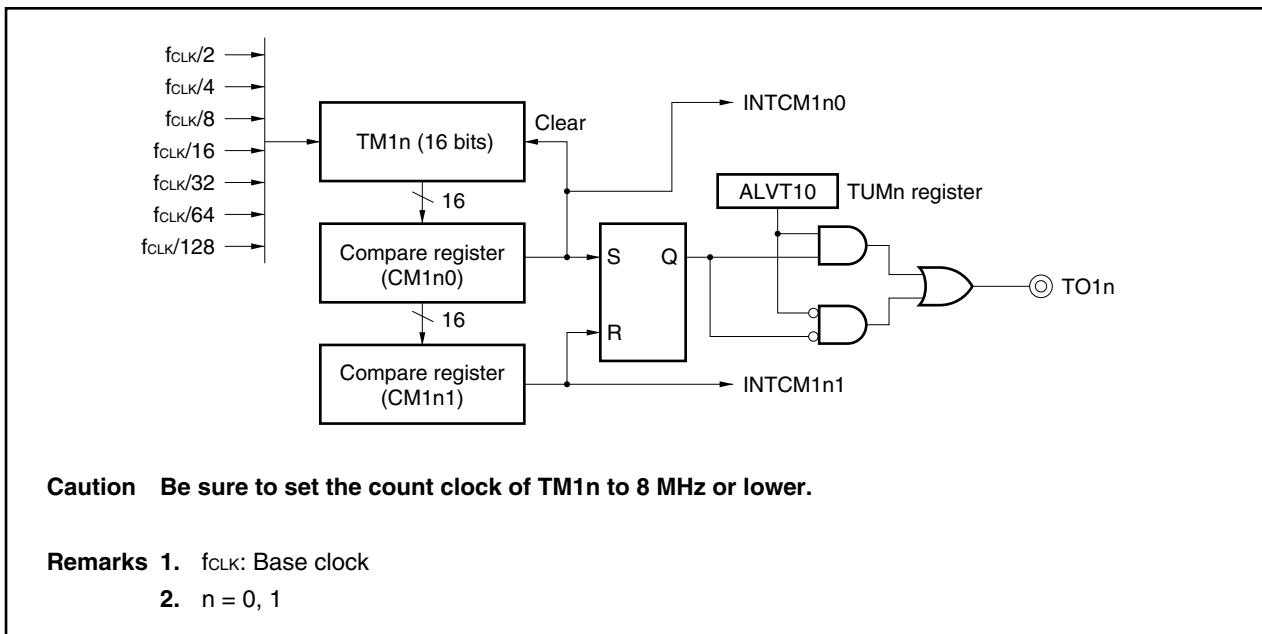 fCLK/2
fCLK/4
fCLK/8
fCLK/16
fCLK/32
fCLK/64
fCLK/128
TM1n (16 bits)
Clear
INTCM1n0
16
ALVT10 TUMn register
Compare register
(CM1n0)
S Q
TO1n
16
R
Compare register
(CM1n1)
INTCM1n1
Caution Be sure to set the count clock of TM1n to 8 MHz or lower.
Remarks 1. fCLK: Base clock
2. n = 0, 1